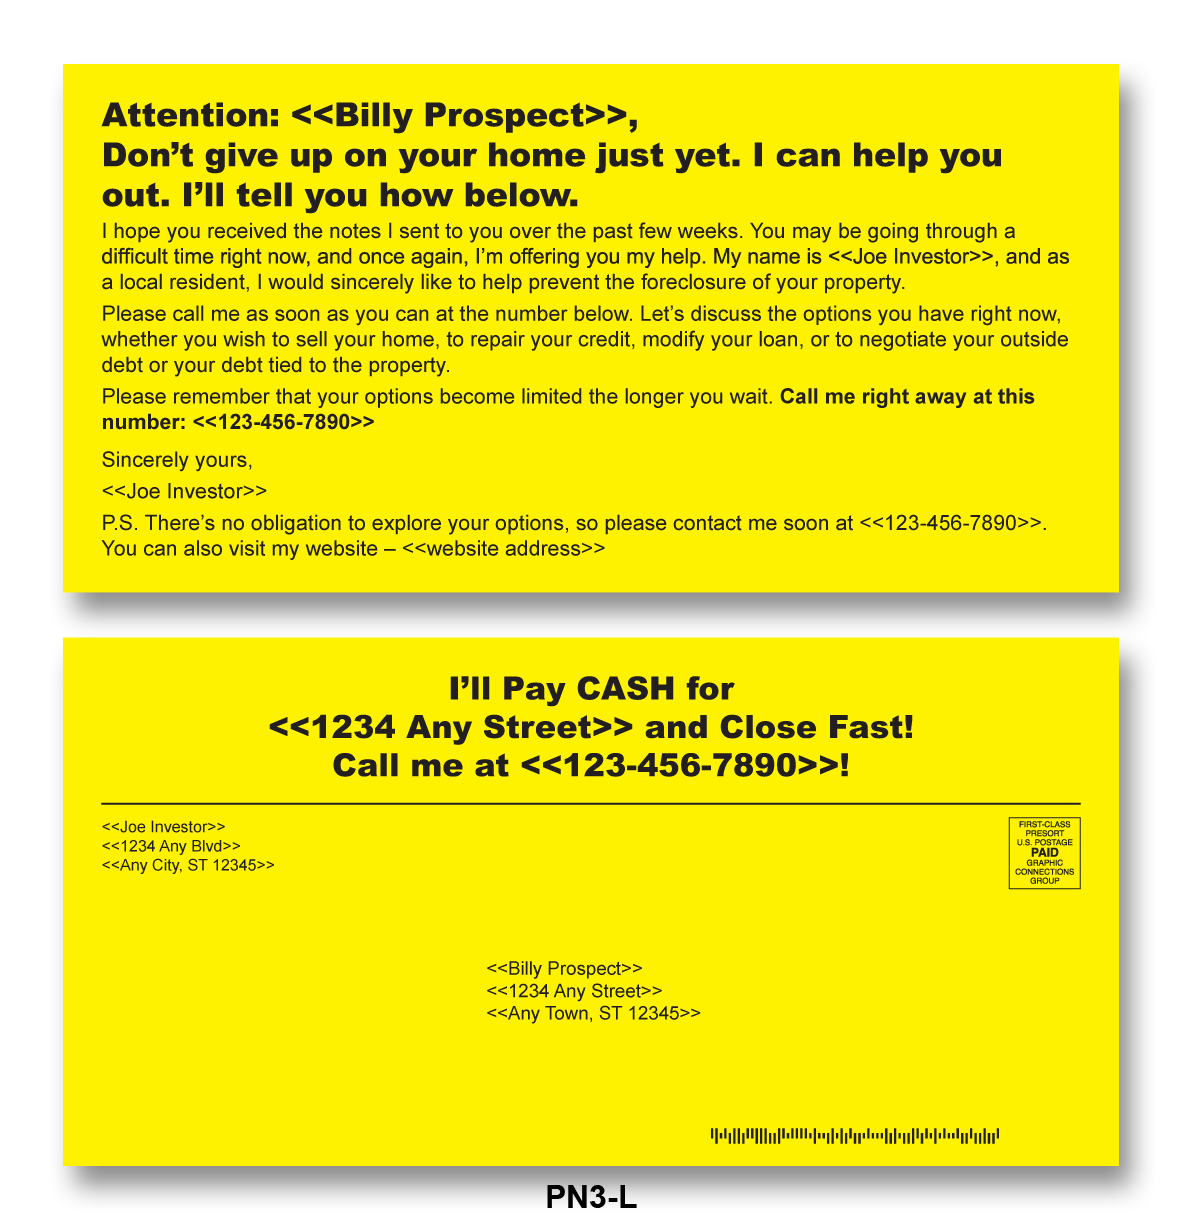 Attention: <<Billy Prospect>>,
Don’t give up on your home just yet. I can help you
out. I’ll tell you how below.
I hope you received the notes I sent to you over the past few weeks. You may be going through a
difficult time right now, and once again, I’m offering you my help. My name is <<Joe Investor>>, and as
a local resident, I would sincerely like to help prevent the foreclosure of your property.
Please call me as soon as you can at the number below. Let’s discuss the options you have right now,
whether you wish to sell your home, to repair your credit, modify your loan, or to negotiate your outside
debt or your debt tied to the property.
Please remember that your options become limited the longer you wait. Call me right away at this
number: <<123-456-7890>>
Sincerely yours,
<<Joe Investor>>
P.S. There’s no obligation to explore your options, so please contact me soon at <<123-456-7890>>.
You can also visit my website – <<website address>>
I’ll Pay CASH for
<<1234 Any Street>> and Close Fast!
Call me at <<123-456-7890>>!
<<Joe Investor>>
<<1234 Any Blvd>>
<<Any City, ST 12345>>
FIRST-CLASS
PRESORT
U.S. POSTAGE
PAID
GRAPHIC
CONNECTIONS
GROUP
<<Billy Prospect>>
<<1234 Any Street>>
<<Any Town, ST 12345>>
PN3-L